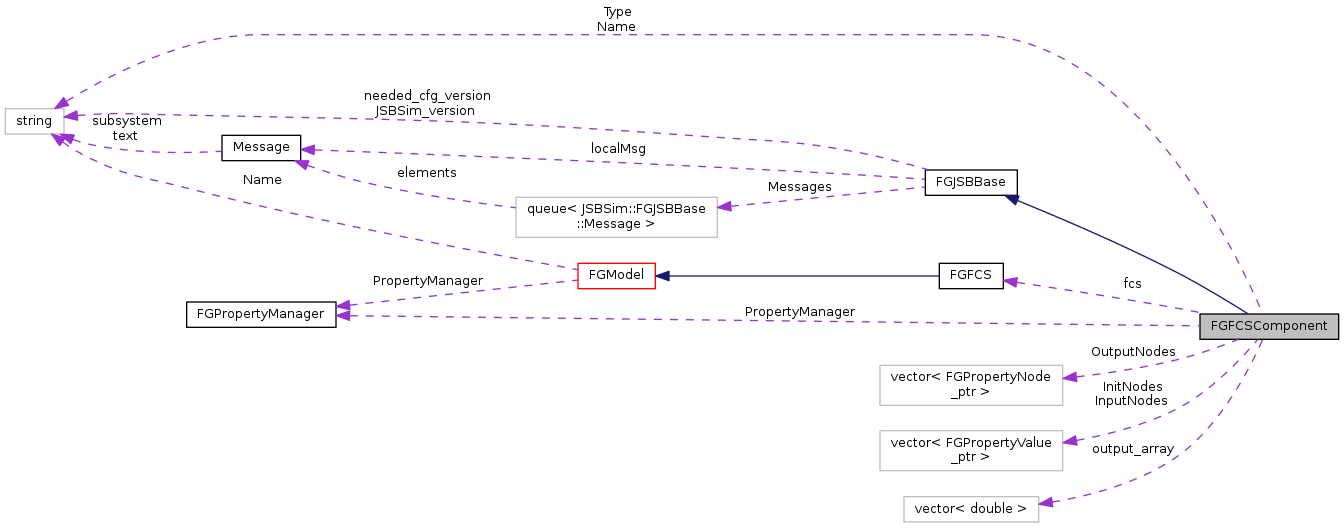 Type
Name
needed_cfg_version
JSBSim_version
string
subsystem
text
Message
localMsg
elements
Name
Messages
FGJSBBase
queue< JSBSim::FGJSBBase
::Message >
PropertyManager
FGModel
FGFCS
fcs
FGPropertyManager
PropertyManager
FGFCSComponent
OutputNodes
vector< FGPropertyNode
_ptr >
InitNodes
InputNodes
vector< FGPropertyValue
_ptr >
output_array
vector< double >